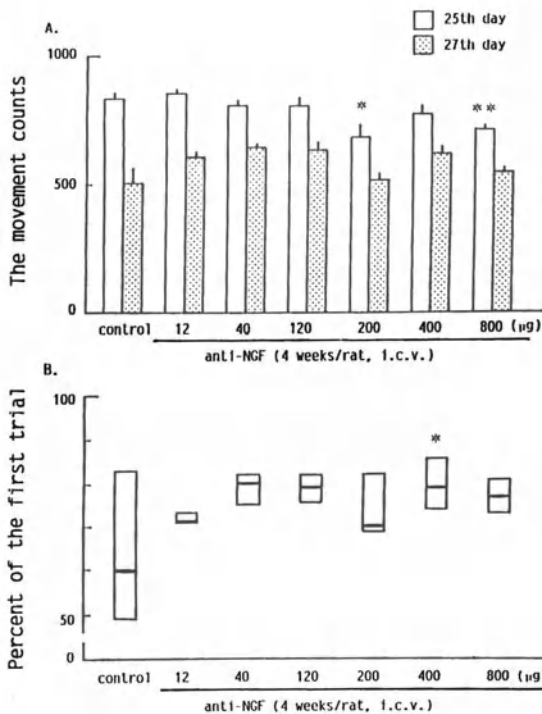 25th day
27th day
A.
1000
* **
500
0
The movement counts
control 12 40 120 200 400 800 (μg)
anti-NGF (4 weeks/rat, i.c.v.)
B.
100
*
50
0
Percent of the first trial
control 12 40 120 200 400 800 (μg
anti-NGF (4 weeks/rat, i.c.v.)